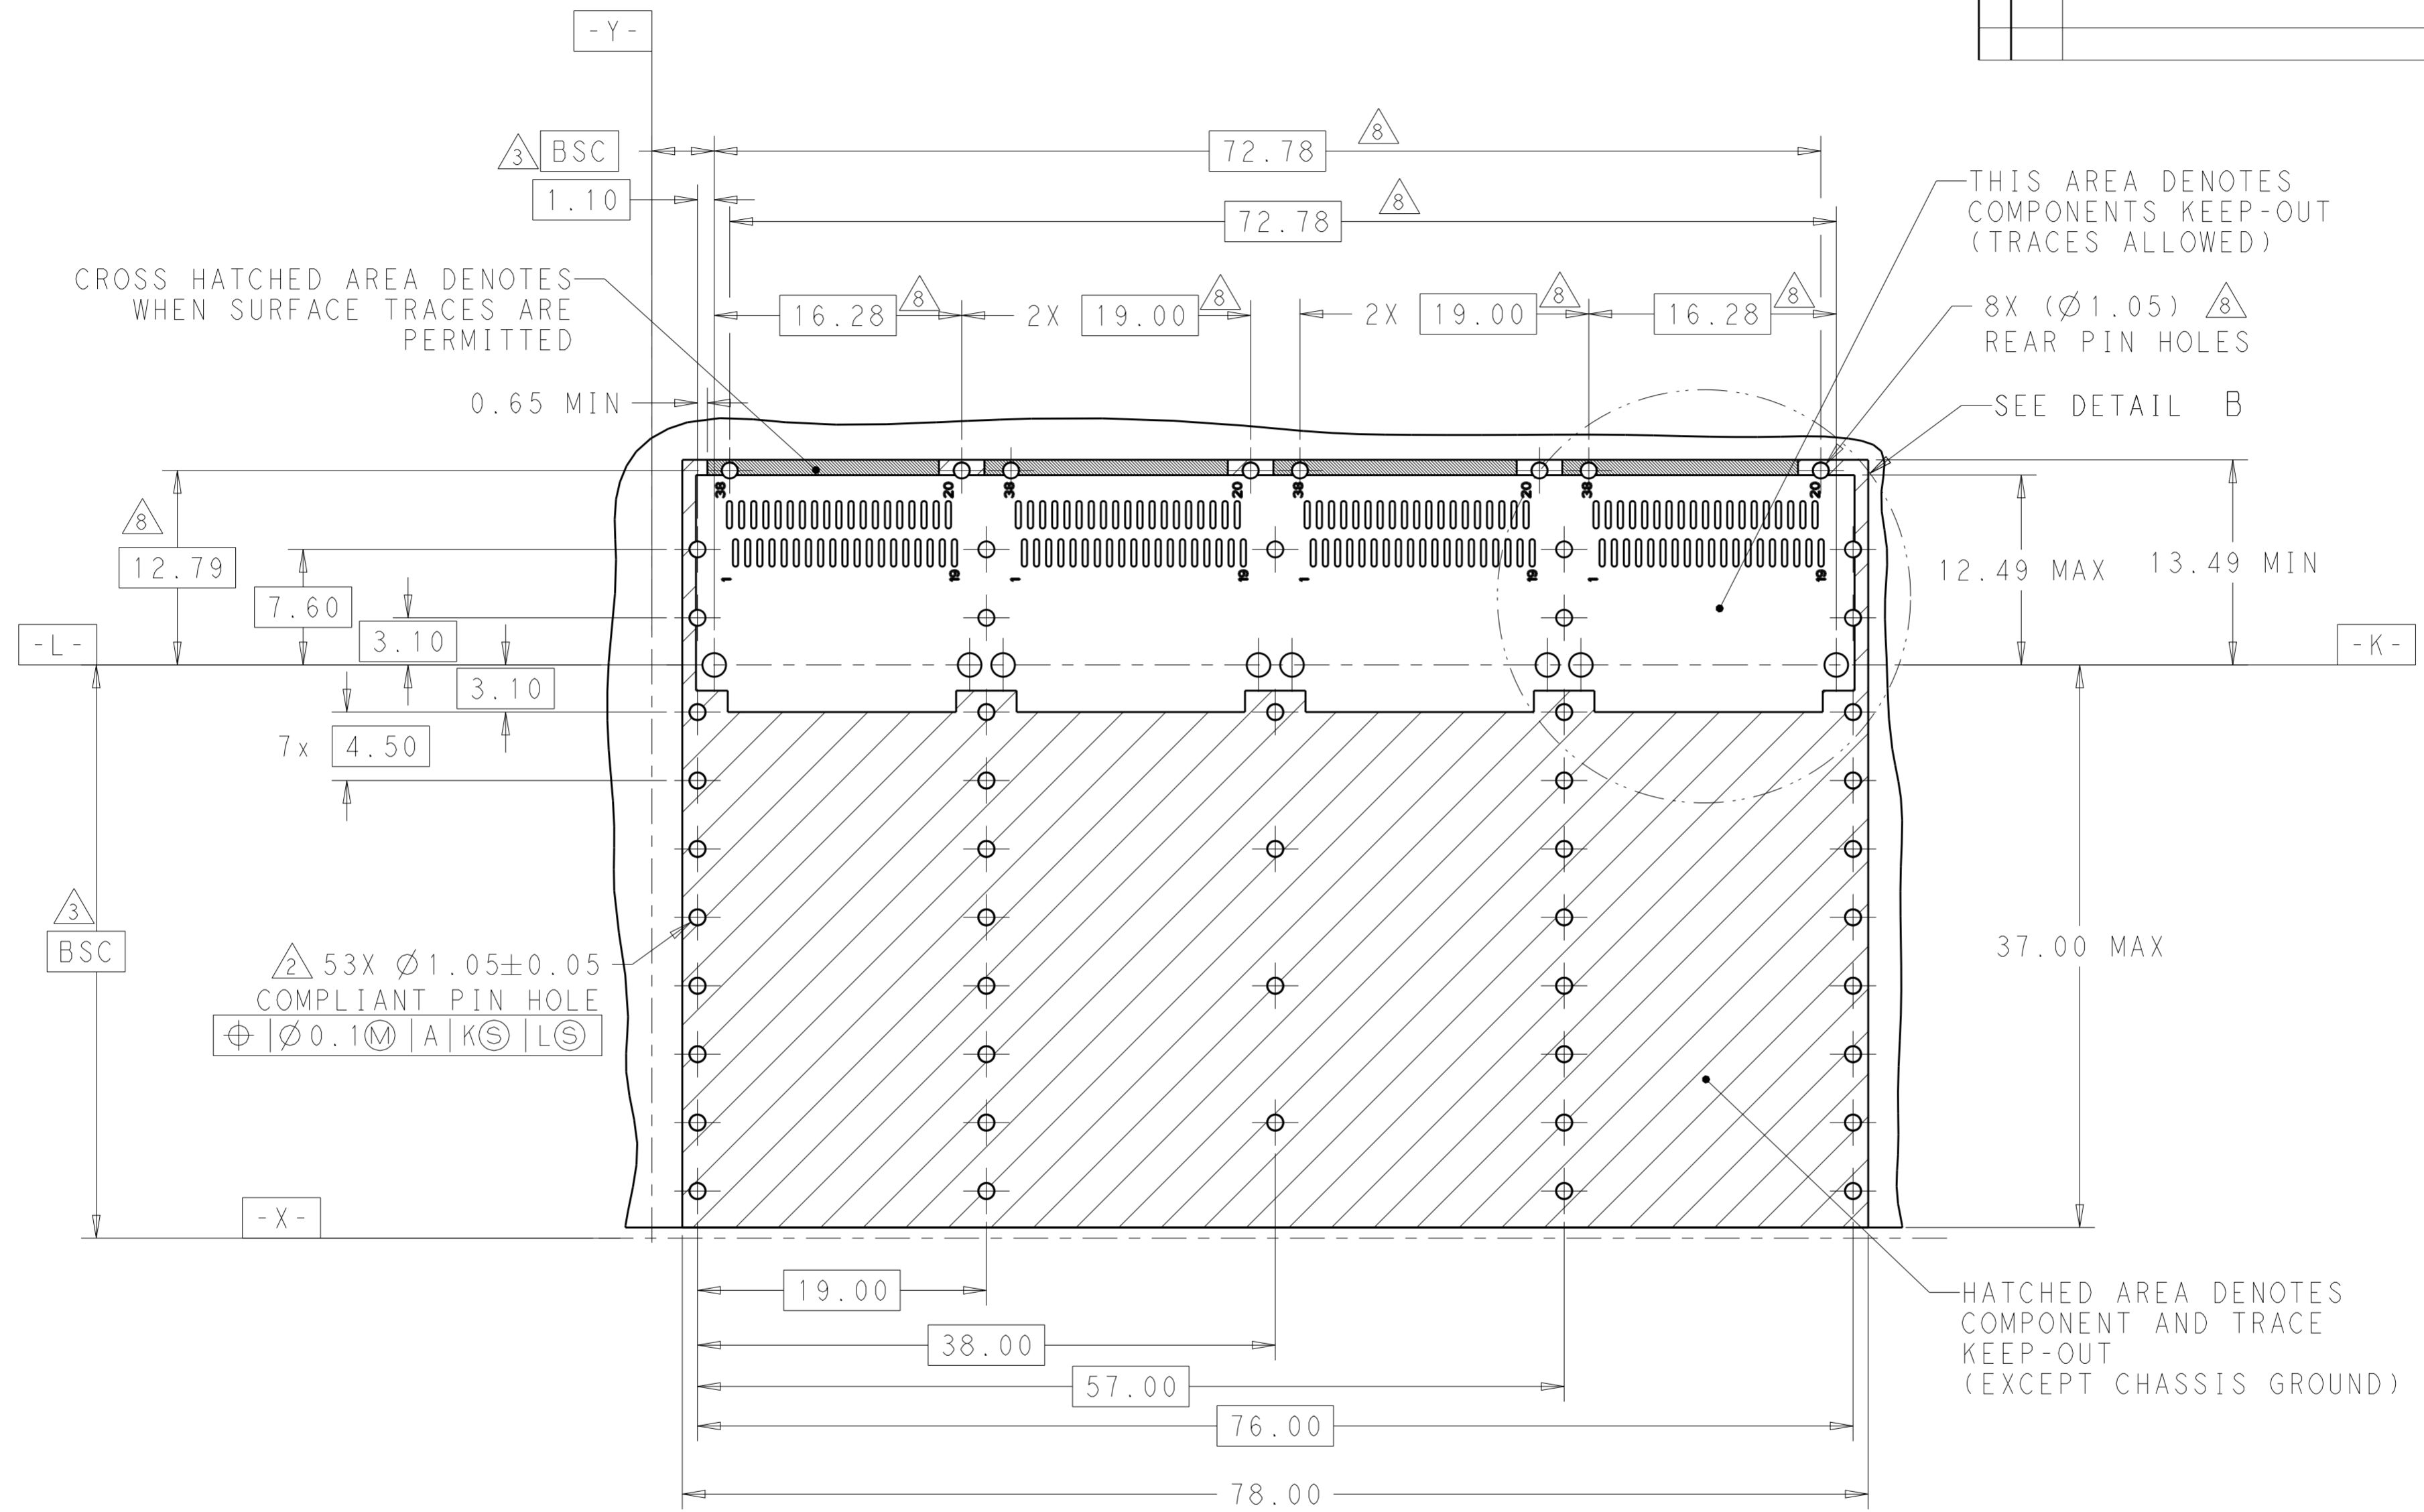 -Y-
3 BSC
72.78 8
1.10
72.78 8
THIS AREA DENOTES
COMPONENTS KEEP-OUT
(TRACES ALLOWED)
CROSS HATCHED AREA DENOTES
WHEN SURFACE TRACES ARE
PERMITTED
16.28 8
2X 19.00 8
2X 19.00 8
16.28 8
8X (Ø1.05) 8
REAR PIN HOLES
0.65 MIN
SEE DETAIL B
38 20 38 20 38 20 38 20
1 19 1 19 1 19 1 19
8
12.79
7.60
3.10
3.10
-L-
12.49 MAX
13.49 MIN
-K-
7x 4.50
3
BSC
2 53X Ø1.05±0.05
COMPLIANT PIN HOLE
⌖|Ø0.1Ⓜ|A|KⓈ|LⓈ
37.00 MAX
-X-
19.00
38.00
57.00
76.00
78.00
HATCHED AREA DENOTES
COMPONENT AND TRACE
KEEP-OUT
(EXCEPT CHASSIS GROUND)